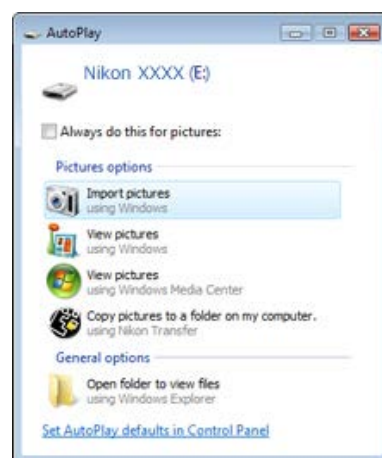 AutoPlay
Nikon XXXX (E:)
Always do this for pictures:
Pictures options
Import pictures
using Windows
View pictures
using Windows
View pictures
using Windows Media Center
Copy pictures to a folder on my computer.
using Nikon Transfer
General options
Open folder to view files
using Windows Explorer
Set AutoPlay defaults in Control Panel